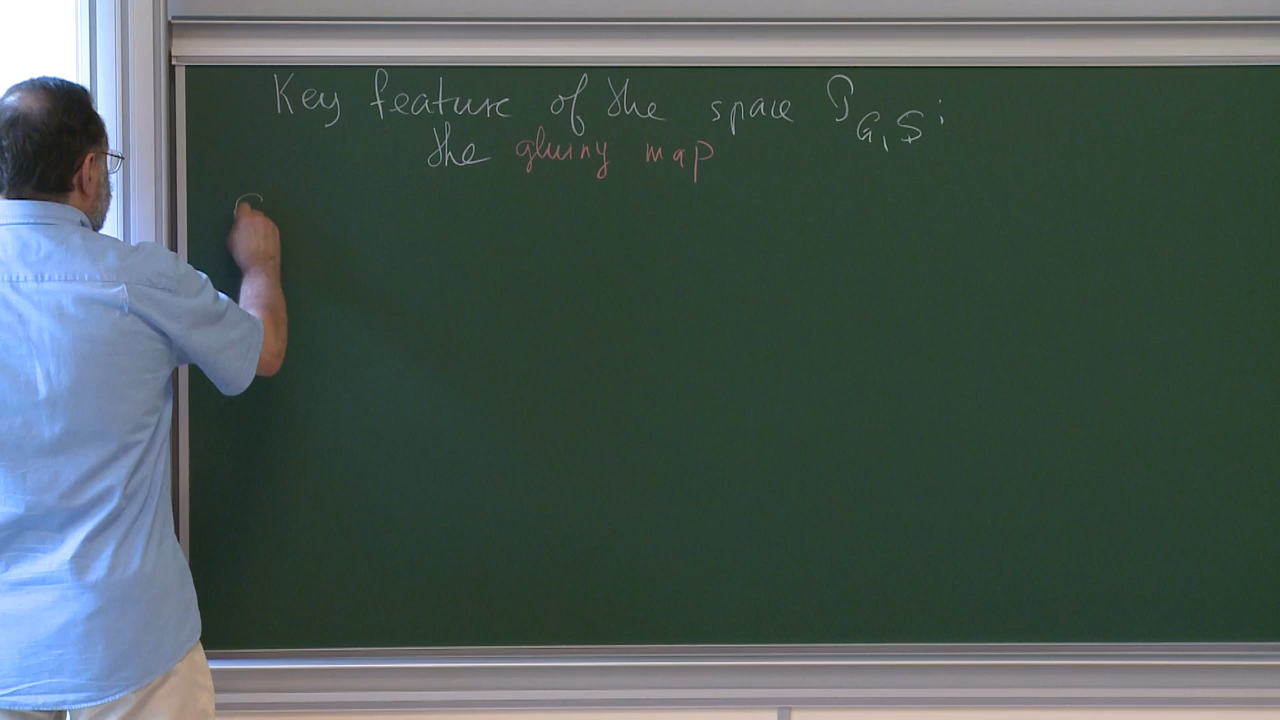 Key feature of the space 𝒫_{G,𝕊}:
the gluing map